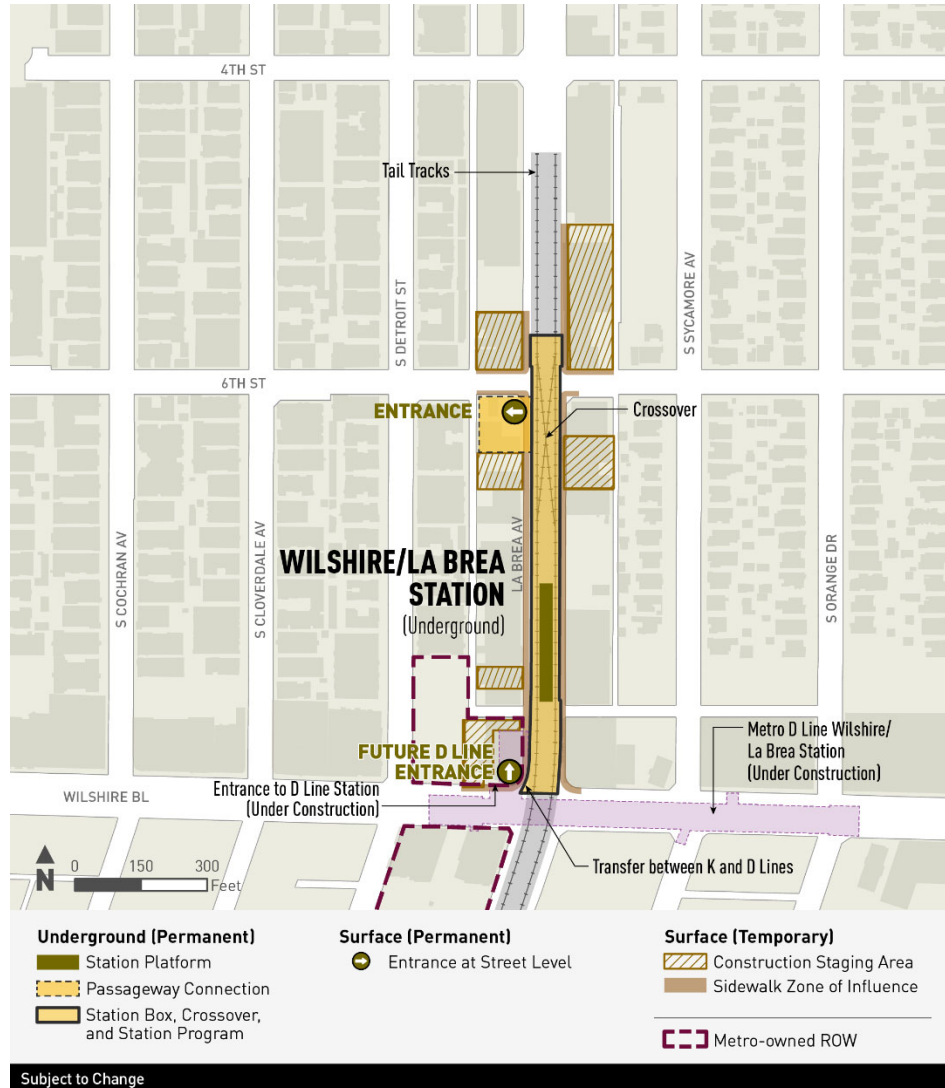 4TH ST
Tail Tracks
S DETROIT ST
S SYCAMORE AV
6TH ST
ENTRANCE
Crossover
S COCHRAN AV
S CLOVERDALE AV
WILSHIRE/LA BREA
STATION
(Underground)
LA BREA AV
S ORANGE DR
Metro D Line Wilshire/
La Brea Station
(Under Construction)
FUTURE D LINE
ENTRANCE
Entrance to D Line Station
(Under Construction)
WILSHIRE BL
Transfer between K and D Lines
N
0 150 300
Feet
Underground (Permanent)
Station Platform
Passageway Connection
Station Box, Crossover,
and Station Program
Surface (Permanent)
Entrance at Street Level
Surface (Temporary)
Construction Staging Area
Sidewalk Zone of Influence
Metro-owned ROW
Subject to Change